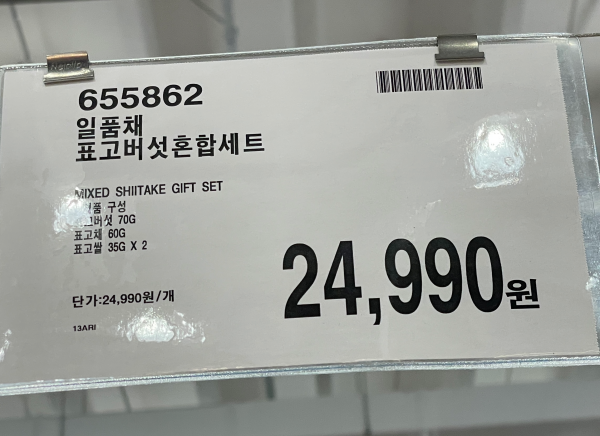 655862
일품채
표고버섯혼합세트
MIXED SHIITAKE GIFT SET
구성
70G
표고채 60G
표고쌀 35G X 2
단가:24,990원/개
24,990원
13ARI